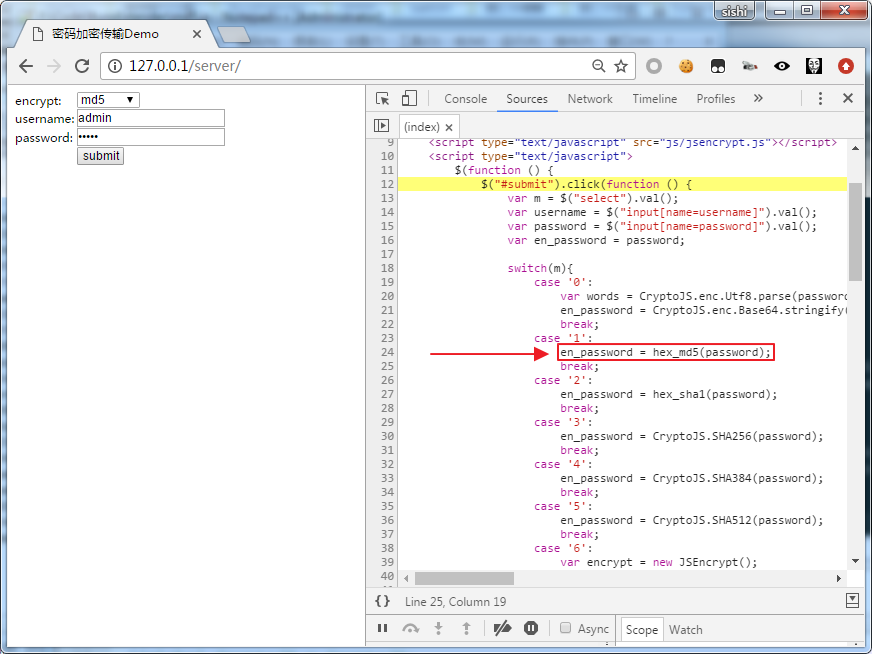 sishi
密码加密传输Demo
127.0.0.1/server/
encrypt: md5
username: admin
password: •••••
submit
Console Sources Network Timeline Profiles »
(index) ×
9 <script type="text/javascript" src="js/jsencrypt.js"></script>
10 <script type="text/javascript">
11 $(function () {
12 $("#submit").click(function () {
13 var m = $("select").val();
14 var username = $("input[name=username]").val();
15 var password = $("input[name=password]").val();
16 var en_password = password;
17
18 switch(m){
19 case '0':
20 var words = CryptoJS.enc.Utf8.parse(password
21 en_password = CryptoJS.enc.Base64.stringify(
22 break;
23 case '1':
24 en_password = hex_md5(password);
25 break;
26 case '2':
27 en_password = hex_sha1(password);
28 break;
29 case '3':
30 en_password = CryptoJS.SHA256(password);
31 break;
32 case '4':
33 en_password = CryptoJS.SHA384(password);
34 break;
35 case '5':
36 en_password = CryptoJS.SHA512(password);
37 break;
38 case '6':
39 var encrypt = new JSEncrypt();
40
{} Line 25, Column 19
Async Scope Watch